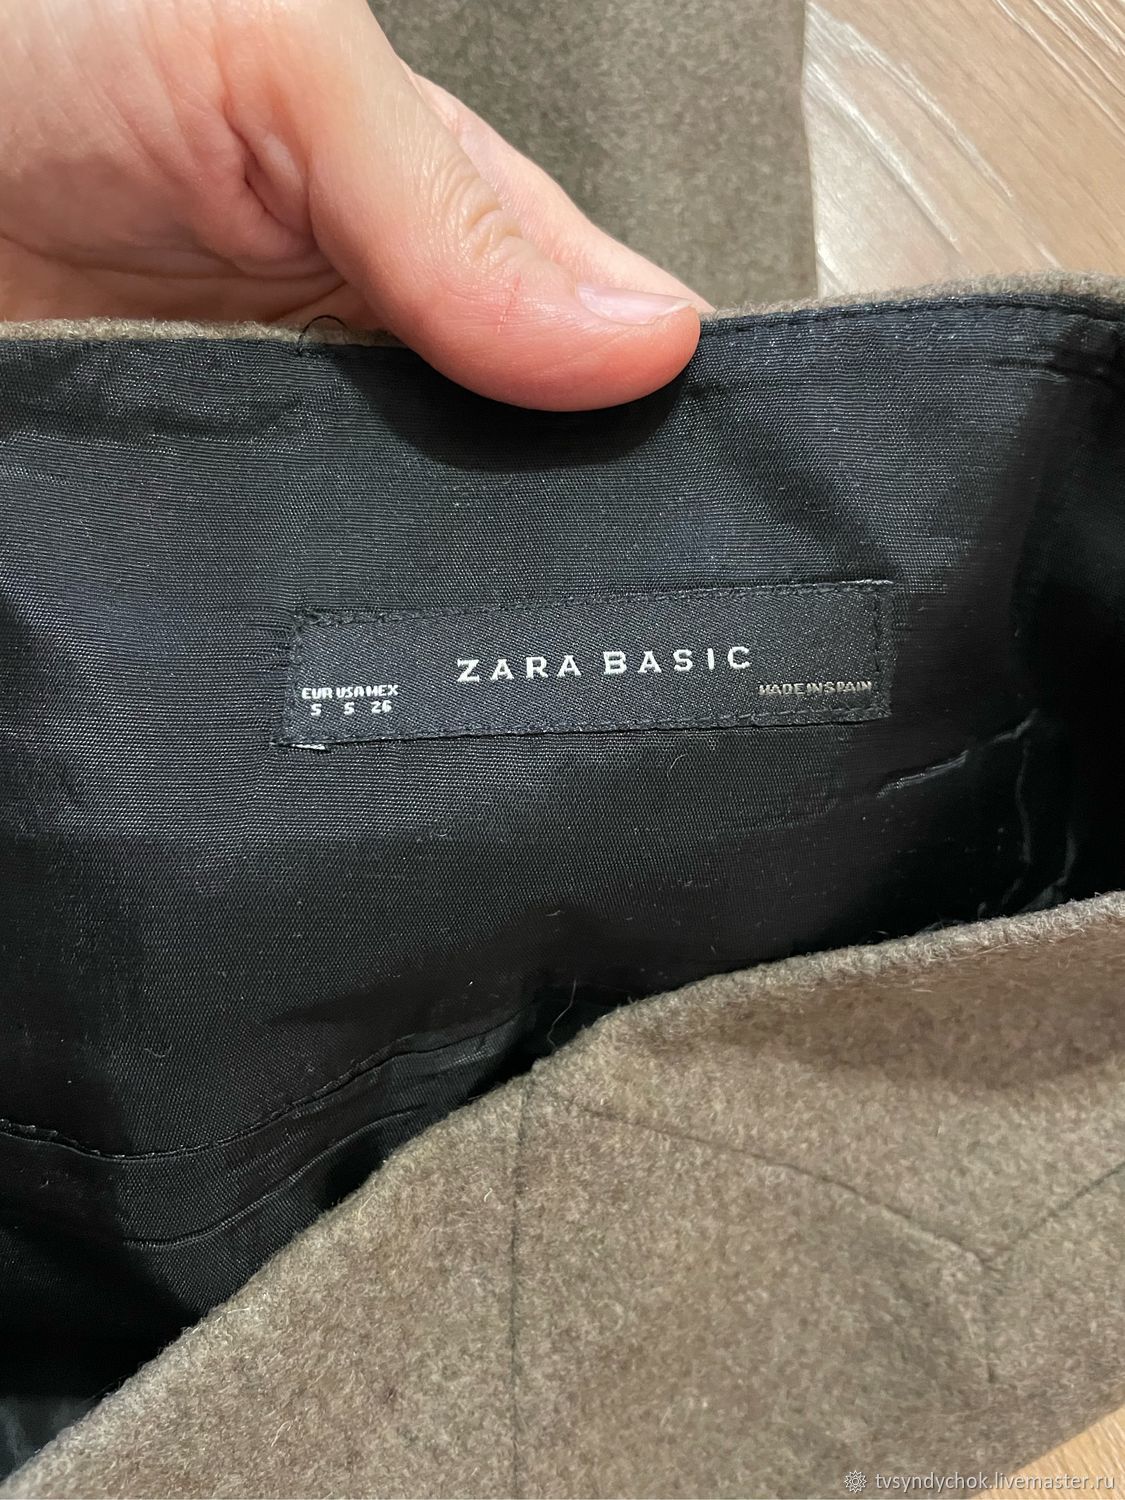 ZARA BASIC
EUR USA MEX
S S 26
MADE IN SPAIN
tvsyndychok.livemaster.ru